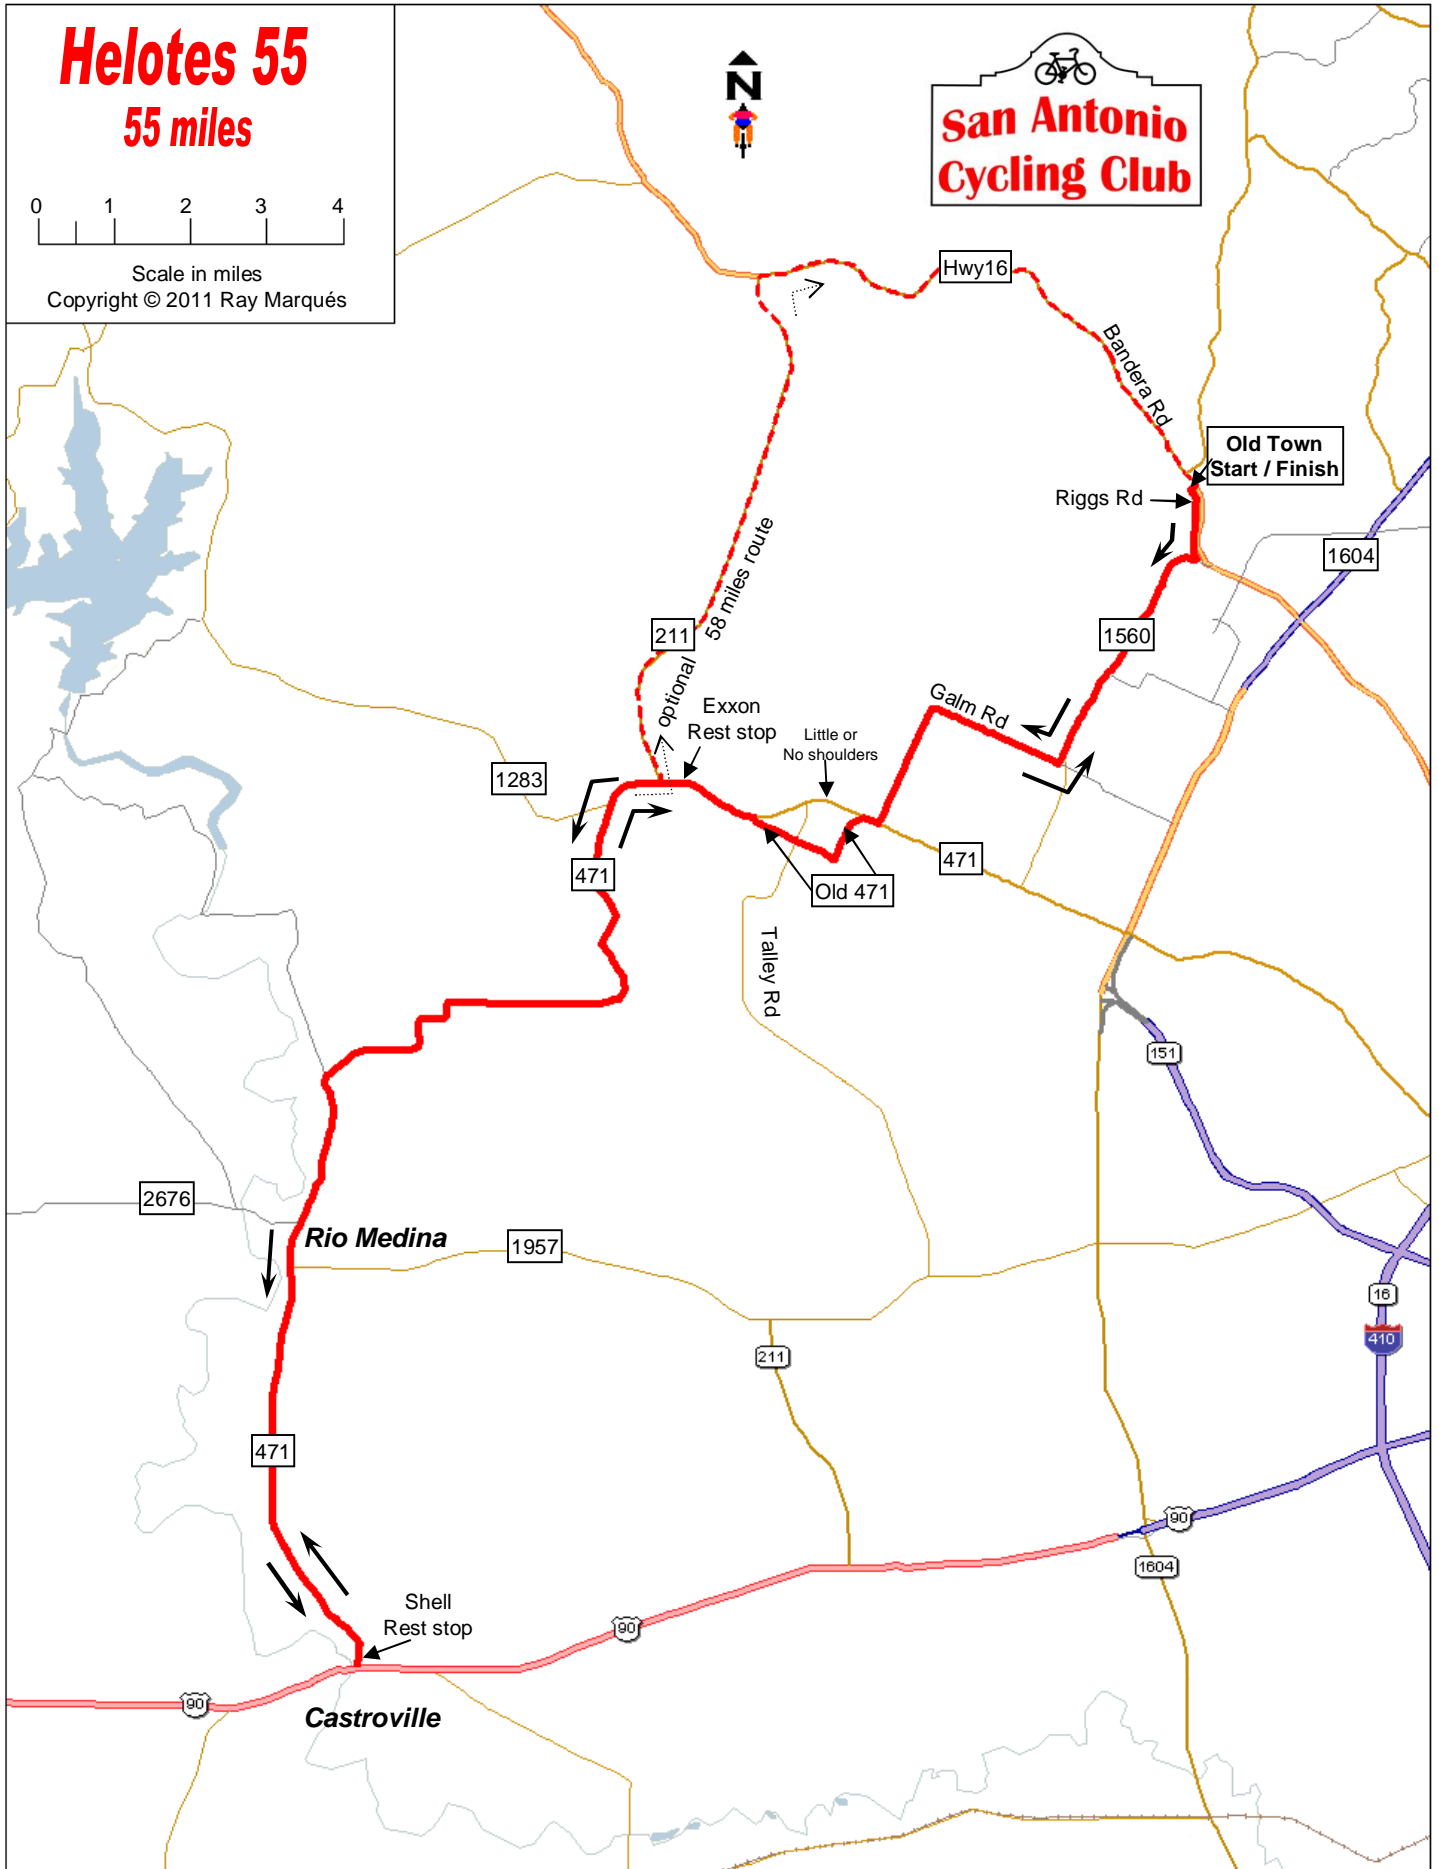 Helotes 55
55 miles
0 1 2 3 4
Scale in miles
Copyright © 2011 Ray Marqués
N
San Antonio
Cycling Club
Hwy16
Bandera Rd
Old Town
Start / Finish
Riggs Rd
1604
58 miles route
211
optional
1560
Galm Rd
Exxon
Rest stop
Little or
No shoulders
1283
471
471
Old 471
Talley Rd
151
2676
Rio Medina
1957
16
410
211
471
90
1604
Shell
Rest stop
90
90
Castroville